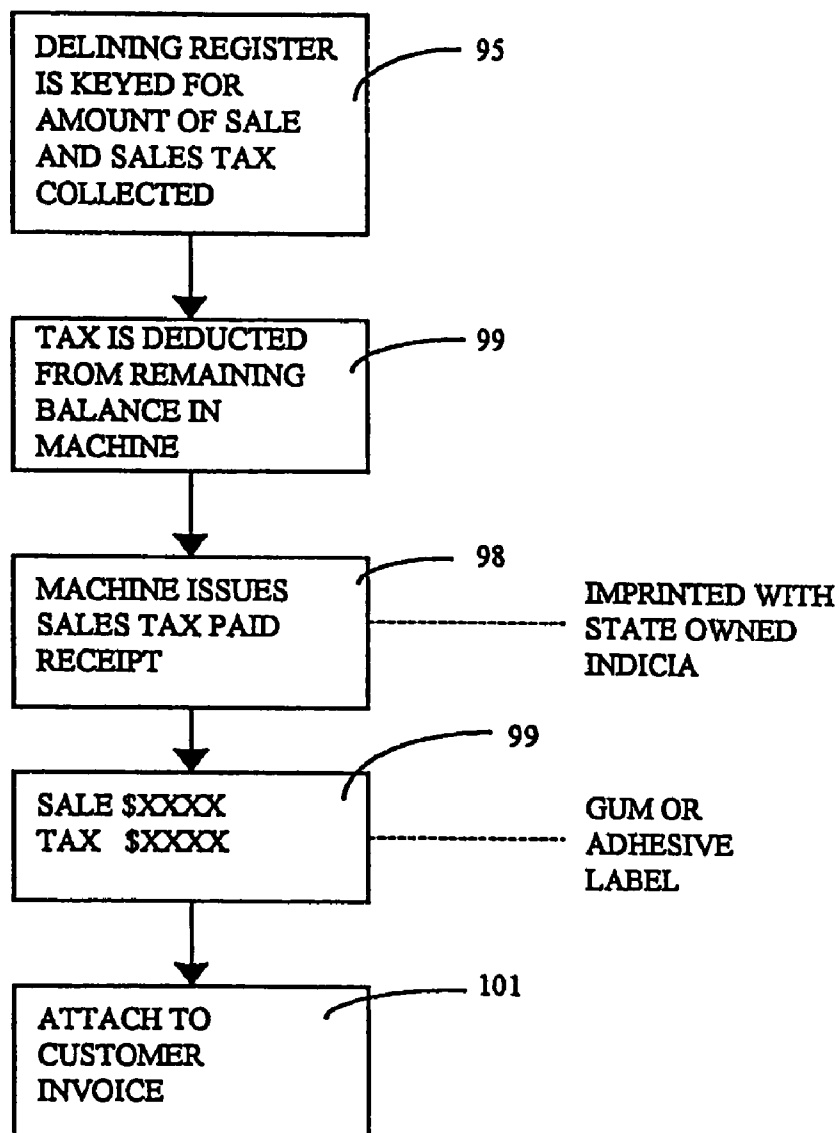 DELINING REGISTER
IS KEYED FOR
AMOUNT OF SALE
AND SALES TAX
COLLECTED
95
TAX IS DEDUCTED
FROM REMAINING
BALANCE IN
MACHINE
99
MACHINE ISSUES
SALES TAX PAID
RECEIPT
98
IMPRINTED WITH
STATE OWNED
INDICIA
SALE $XXXX
TAX $XXXX
99
GUM OR
ADHESIVE
LABEL
ATTACH TO
CUSTOMER
INVOICE
101